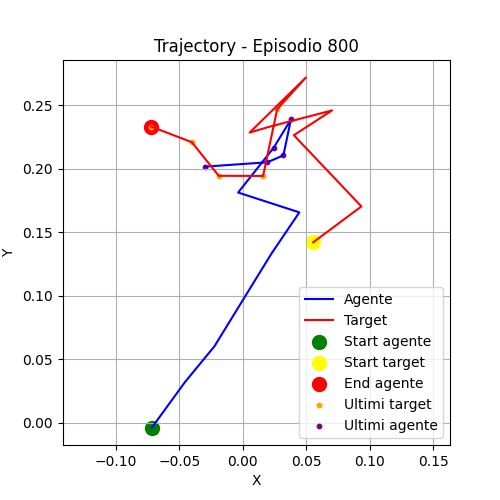 Trajectory - Episodio 800
Y
0.25
0.20
0.15
0.10
0.05
0.00
−0.10
−0.05
0.00
0.05
0.10
0.15
X
Agente
Target
Start agente
Start target
End agente
Ultimi target
Ultimi agente